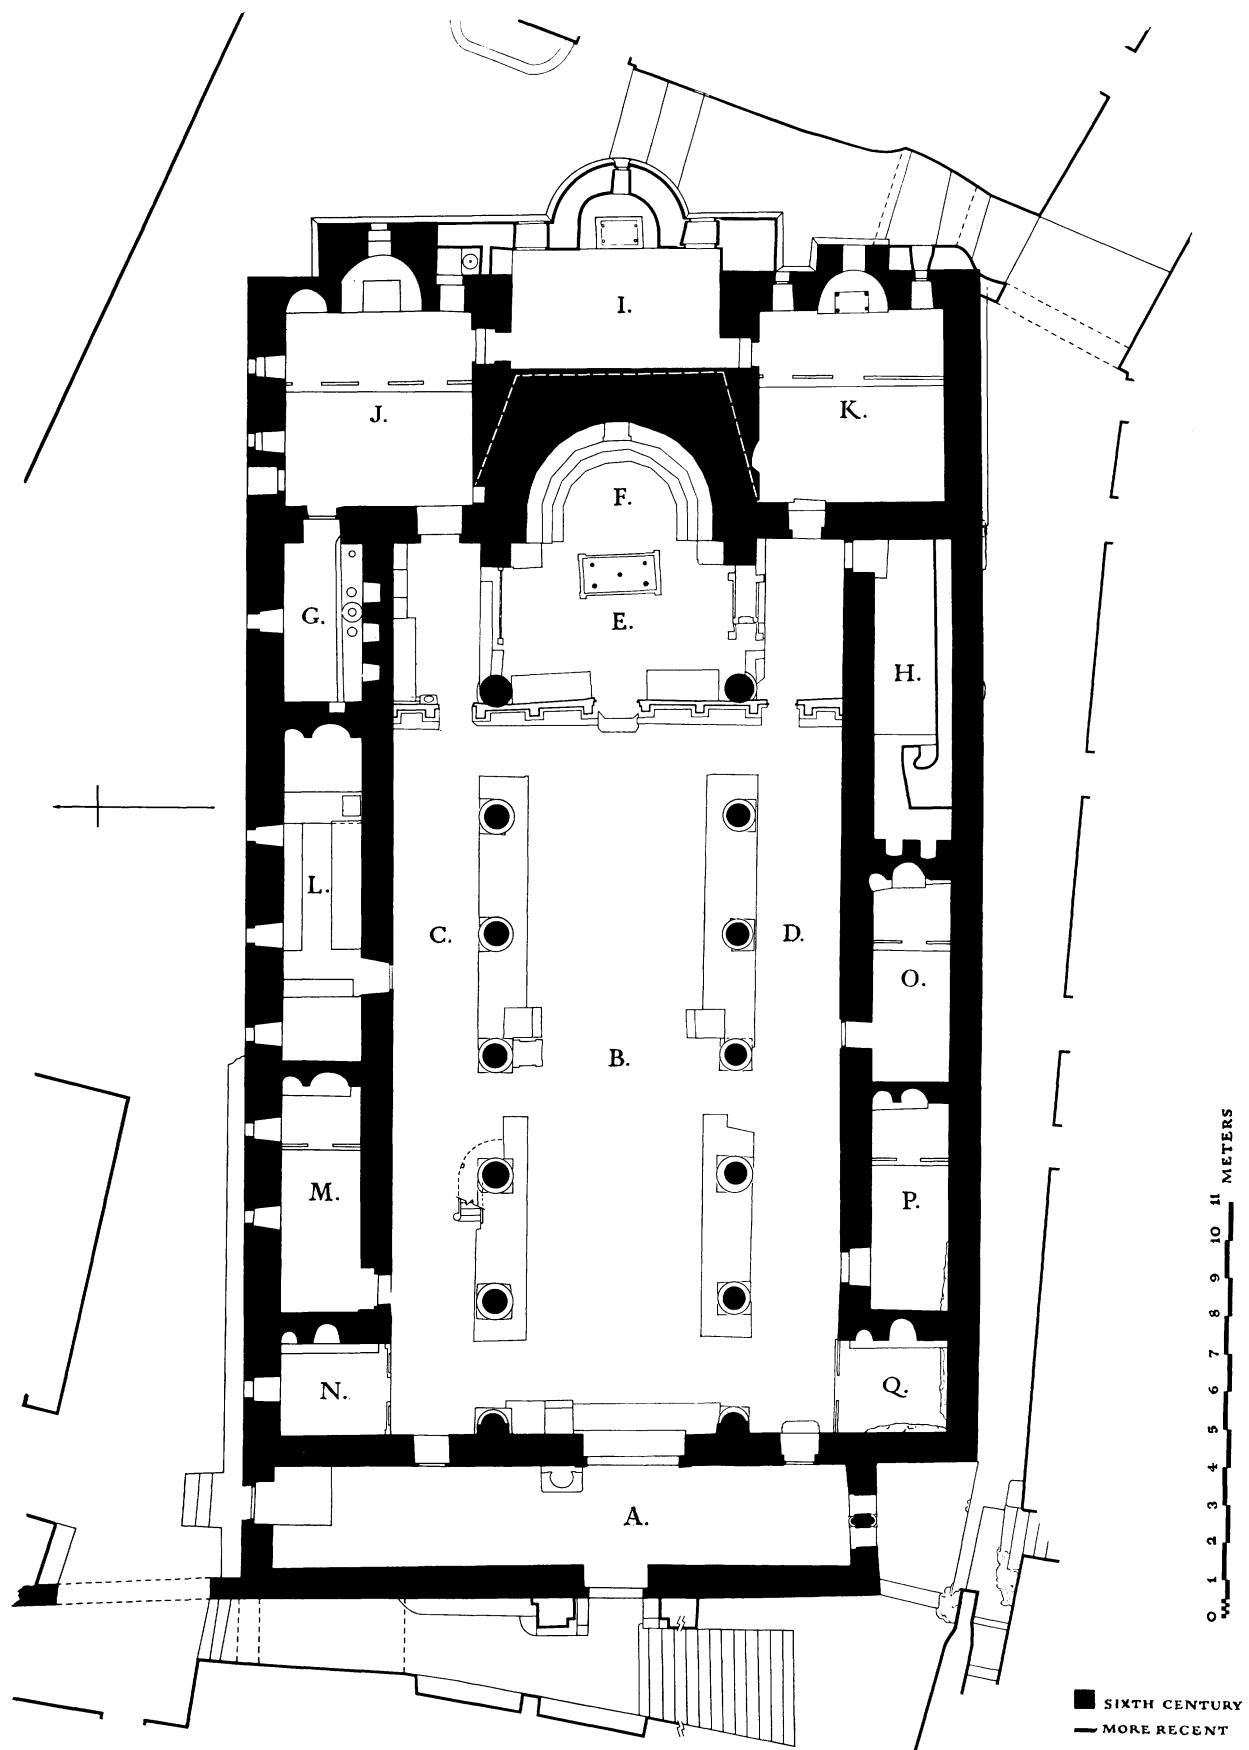 I.
J.
K.
F.
G.
E.
H.
L.
C.
D.
O.
B.
M.
P.
N.
Q.
A.
METERS
11
10
9
8
7
6
5
4
3
2
1
0
SIXTH CENTURY
MORE RECENT